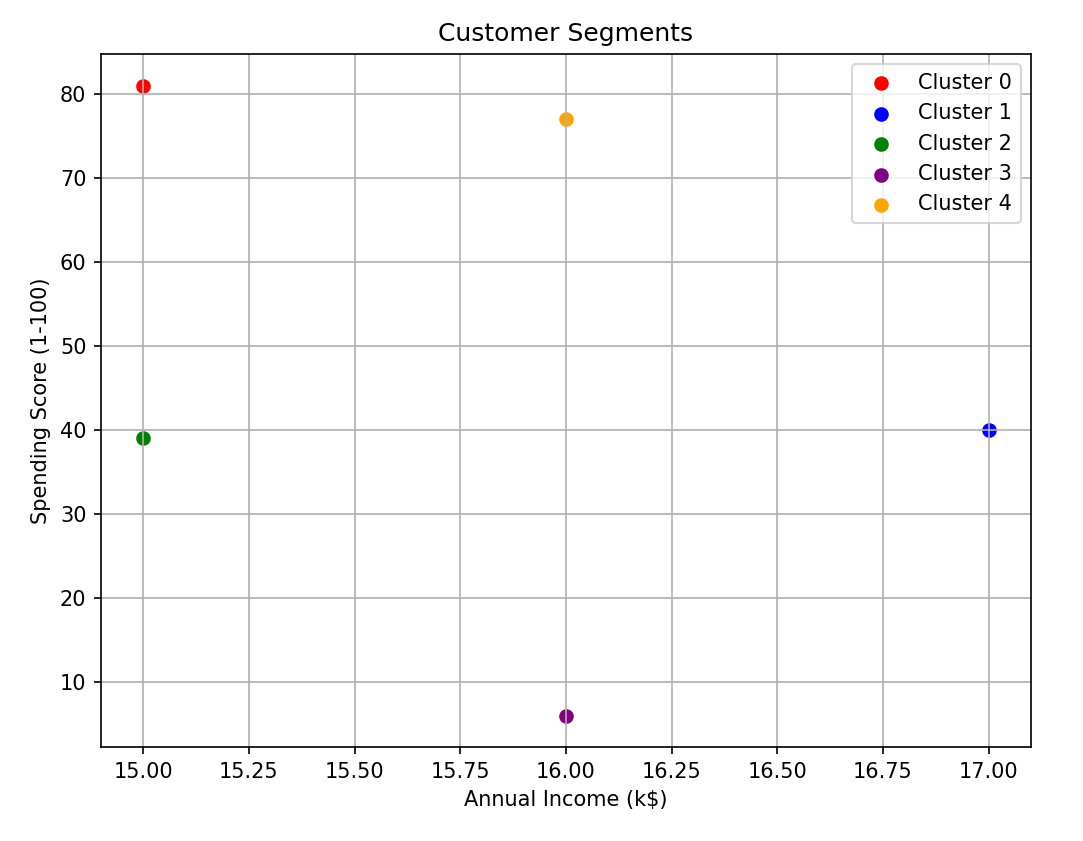 Customer Segments
Cluster 0
Cluster 1
Cluster 2
Cluster 3
Cluster 4
Spending Score (1-100)
80
70
60
50
40
30
20
10
15.00 15.25 15.50 15.75 16.00 16.25 16.50 16.75 17.00
Annual Income (k$)